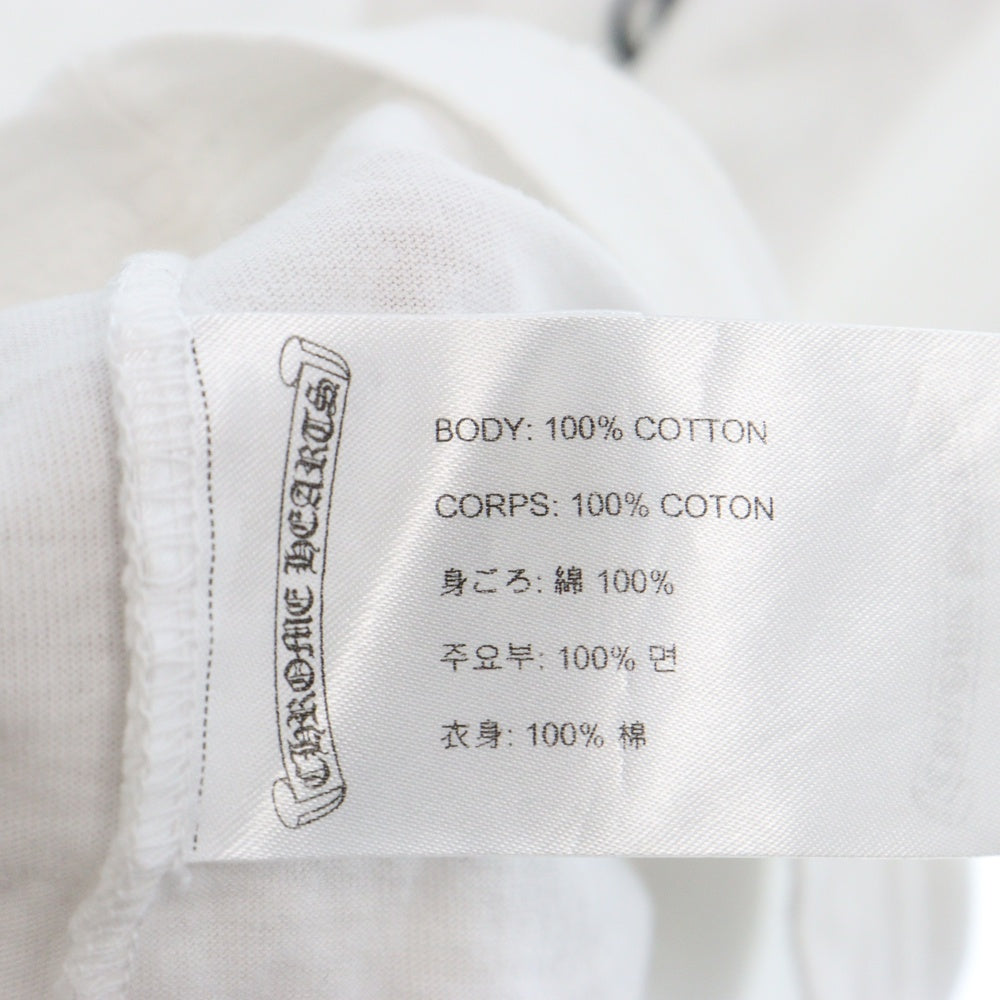 CHROME HEARTS
BODY: 100% COTTON
CORPS: 100% COTON
身ごろ: 綿 100%
주요부: 100% 면
衣身: 100% 棉